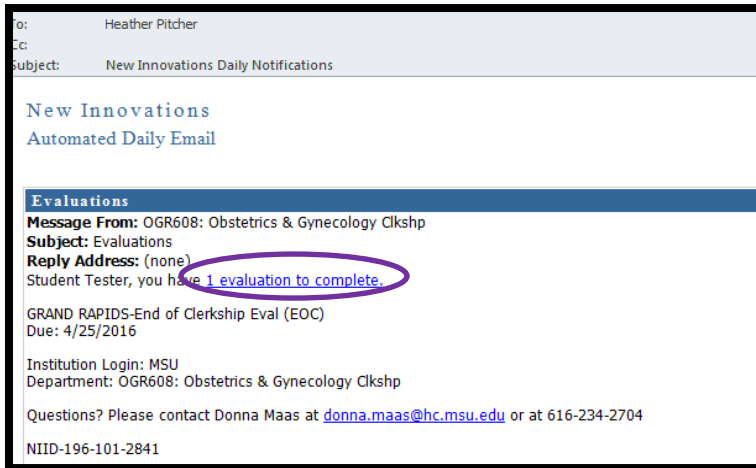 To: Heather Pitcher
Cc:
Subject: New Innovations Daily Notifications
New Innovations
Automated Daily Email
Evaluations
Message From: OGR608: Obstetrics & Gynecology Clkshp
Subject: Evaluations
Reply Address: (none)
Student Tester, you have 1 evaluation to complete.
GRAND RAPIDS-End of Clerkship Eval (EOC)
Due: 4/25/2016
Institution Login: MSU
Department: OGR608: Obstetrics & Gynecology Clkshp
Questions? Please contact Donna Maas at donna.maas@hc.msu.edu or at 616-234-2704
NIID-196-101-2841